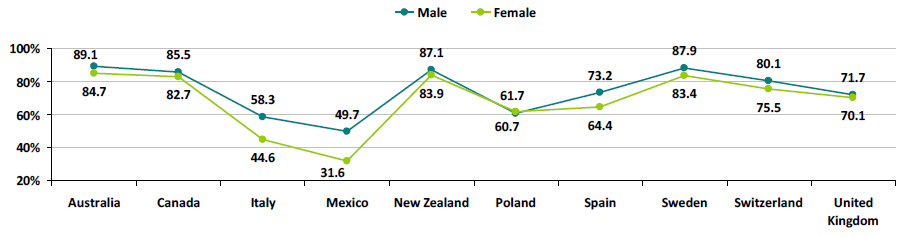 Male Female
89.1 85.5 58.3 49.7 87.1 61.7 73.2 87.9 80.1 71.7
84.7 82.7 44.6 31.6 83.9 60.7 64.4 83.4 75.5 70.1
100%
80%
60%
40%
20%
Australia Canada Italy Mexico New Zealand Poland Spain Sweden Switzerland United
Kingdom